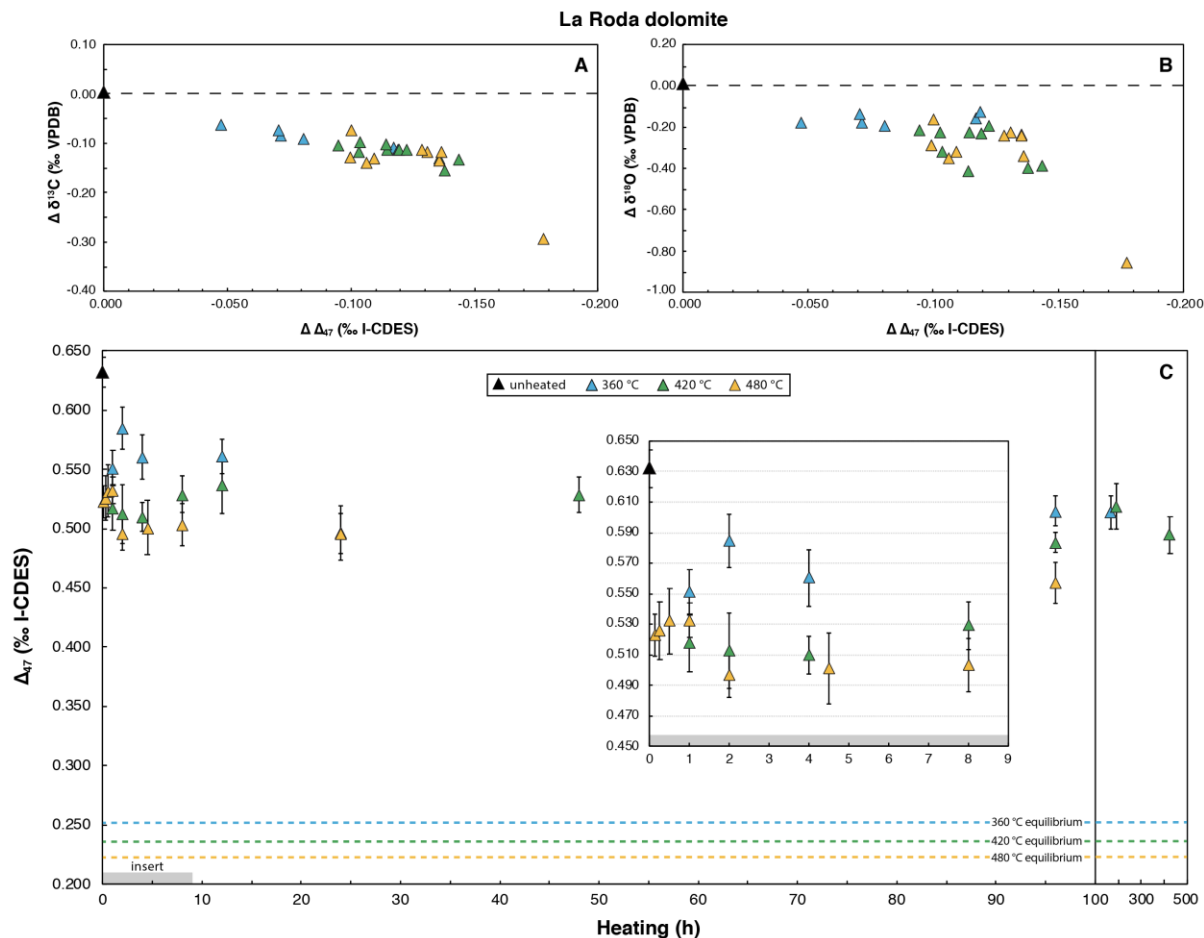 La Roda dolomite
A
0.10
0.00
-0.10
-0.20
-0.30
-0.40
Δ δ¹³C (‰ VPDB)
0.000
-0.050
-0.100
-0.150
-0.200
Δ Δ₄₇ (‰ I-CDES)
B
0.20
0.00
-0.20
-0.40
-0.60
-0.80
-1.00
Δ δ¹⁸O (‰ VPDB)
0.000
-0.050
-0.100
-0.150
-0.200
Δ Δ₄₇ (‰ I-CDES)
C
unheated 360 °C 420 °C 480 °C
0.650
0.600
0.550
0.500
0.450
0.400
0.350
0.300
0.250
0.200
Δ₄₇ (‰ I-CDES)
0.650
0.630
0.610
0.590
0.570
0.550
0.530
0.510
0.490
0.470
0.450
0 1 2 3 4 5 6 7 8 9
360 °C equilibrium
420 °C equilibrium
480 °C equilibrium
insert
0 10 20 30 40 50 60 70 80 90 100 300 500
Heating (h)